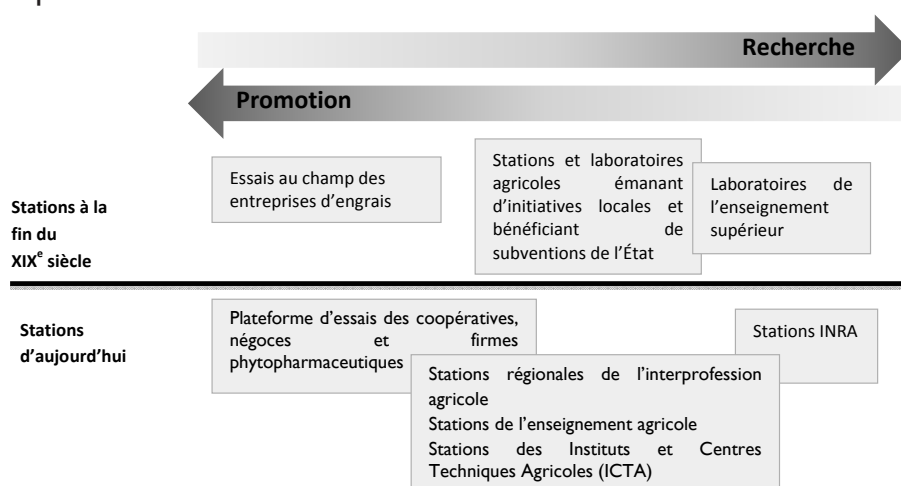 Recherche
Promotion
Essais au champ des
entreprises d'engrais
Stations et laboratoires
agricoles émanant
d'initiatives locales et
bénéficiant de
subventions de l'État
Laboratoires de
l'enseignement
supérieur
Stations à la
fin du
XIXe siècle
Stations
d'aujourd'hui
Plateforme d'essais des coopératives,
négoces et firmes
phytopharmaceutiques
Stations INRA
Stations régionales de l'interprofession
agricole
Stations de l'enseignement agricole
Stations des Instituts et Centres
Techniques Agricoles (ICTA)